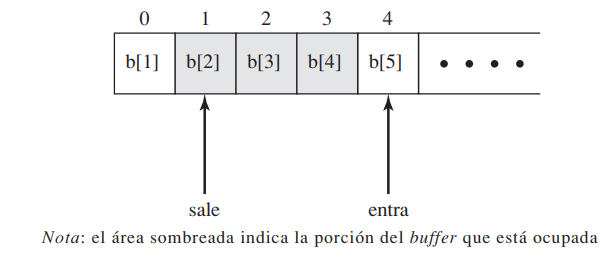 0 1 2 3 4
b[1] b[2] b[3] b[4] b[5] • • • •
sale entra
Nota: el área sombreada indica la porción del buffer que está ocupada